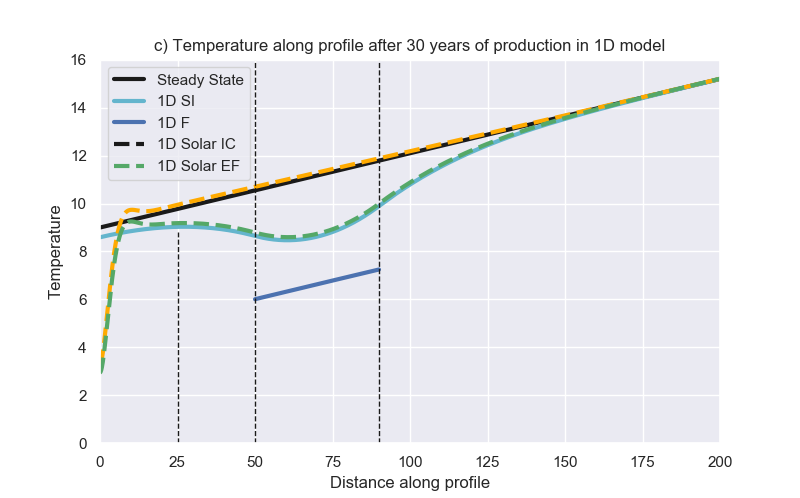 c) Temperature along profile after 30 years of production in 1D model
16
14
12
10
8
6
4
2
0
Temperature
Steady State
1D SI
1D F
1D Solar IC
1D Solar EF
0 25 50 75 100 125 150 175 200
Distance along profile